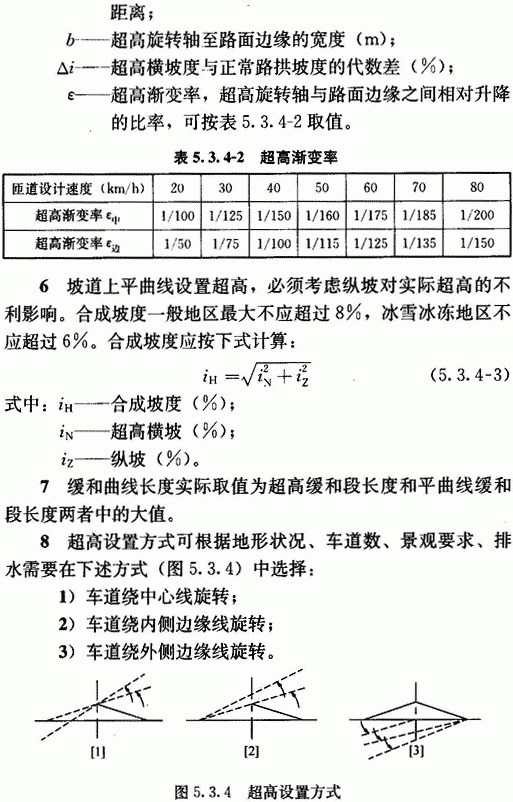 距离；
b——超高旋转轴至路面边缘的宽度（m）；
Δi——超高横坡度与正常路拱坡度的代数差（%）；
ε——超高渐变率，超高旋转轴与路面边缘之间相对升降
的比率，可按表 5.3.4-2 取值。
表 5.3.4-2 超高渐变率
匝道设计速度（km/h） 20 30 40 50 60 70 80
超高渐变率 ε中 1/100 1/125 1/150 1/160 1/175 1/185 1/200
超高渐变率 ε边 1/50 1/75 1/100 1/115 1/125 1/135 1/150
6 坡道上平曲线设置超高，必须考虑纵坡对实际超高的不
利影响。合成坡度一般地区最大不应超过 8%，冰雪冰冻地区不
应超过 6%。合成坡度应按下式计算：
iH = √(iN² + iZ²) (5.3.4-3)
式中：iH——合成坡度（%）；
iN——超高横坡（%）；
iZ——纵坡（%）。
7 缓和曲线长度实际取值为超高缓和段长度和平曲线缓和
段长度两者中的大值。
8 超高设置方式可根据地形状况、车道数、景观要求、排
水需要在下述方式（图 5.3.4）中选择：
1）车道绕中心线旋转；
2）车道绕内侧边缘线旋转；
3）车道绕外侧边缘线旋转。
[1] [2] [3]
图 5.3.4 超高设置方式